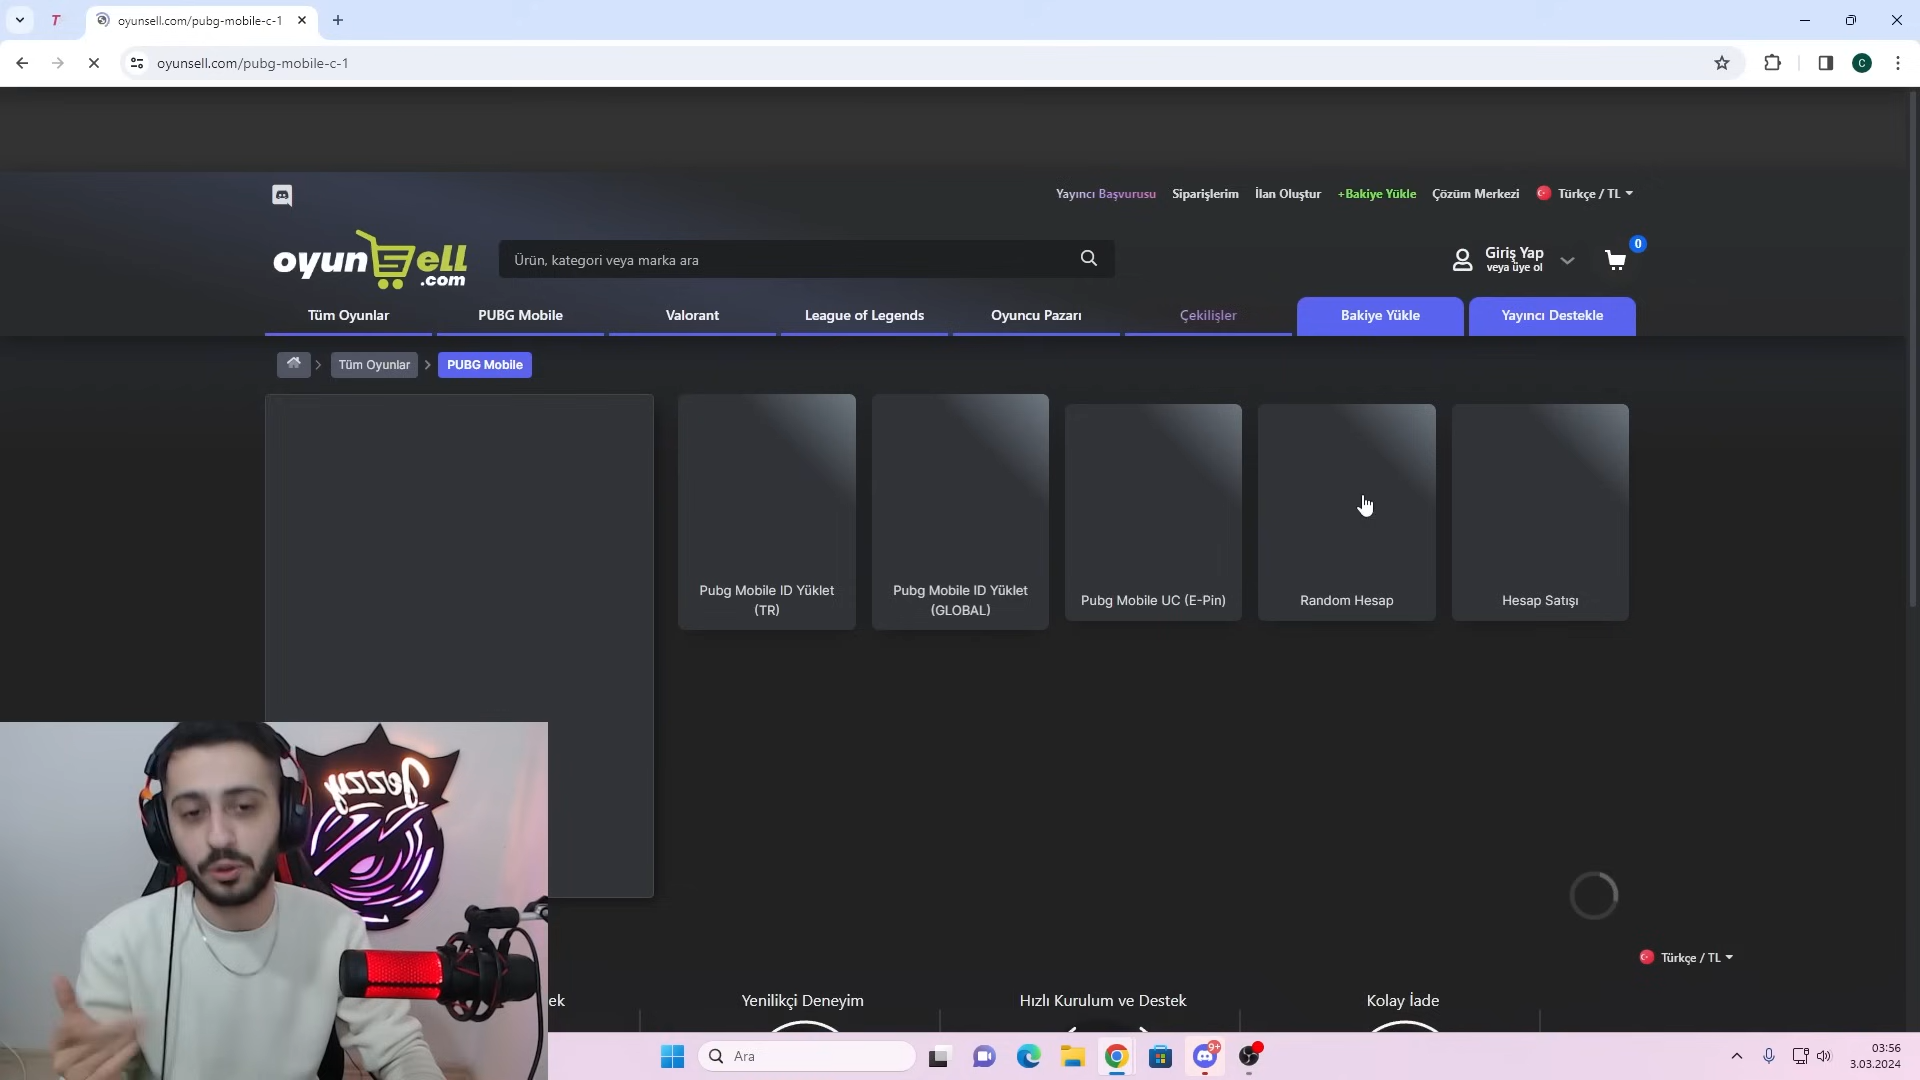 T
oyunsell.com/pubg-mobile-c-1
oyunsell.com/pubg-mobile-c-1
C
Yayıncı Başvurusu
Siparişlerim
İlan Oluştur
+Bakiye Yükle
Çözüm Merkezi
Türkçe / TL
oyunsell
.com
Ürün, kategori veya marka ara
Giriş Yap
veya üye ol
0
Tüm Oyunlar
PUBG Mobile
Valorant
League of Legends
Oyuncu Pazarı
Çekilişler
Bakiye Yükle
Yayıncı Destekle
Tüm Oyunlar
PUBG Mobile
Pubg Mobile ID Yüklet
(TR)
Pubg Mobile ID Yüklet
(GLOBAL)
Pubg Mobile UC (E-Pin)
Random Hesap
Hesap Satışı
Jezzy
Türkçe / TL
ek
Yenilikçi Deneyim
Hızlı Kurulum ve Destek
Kolay İade
Ara
9+
03:56
3.03.2024